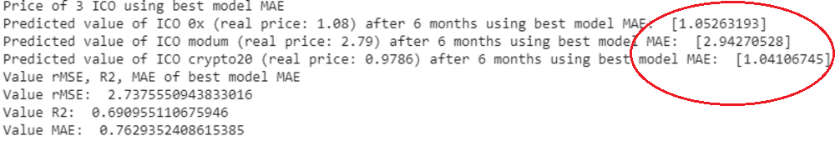 Price of 3 ICO using best model MAE
Predicted value of ICO 0x (real price: 1.08) after 6 months using best model MAE:  [1.05263193]
Predicted value of ICO modum (real price: 2.79) after 6 months using best model MAE:  [2.94270528]
Predicted value of ICO crypto20 (real price: 0.9786) after 6 months using best model MAE:  [1.04106745]
Value rMSE, R2, MAE of best model MAE
Value rMSE:  2.7375550943833016
Value R2:  0.690955110675946
Value MAE:  0.7629352408615385